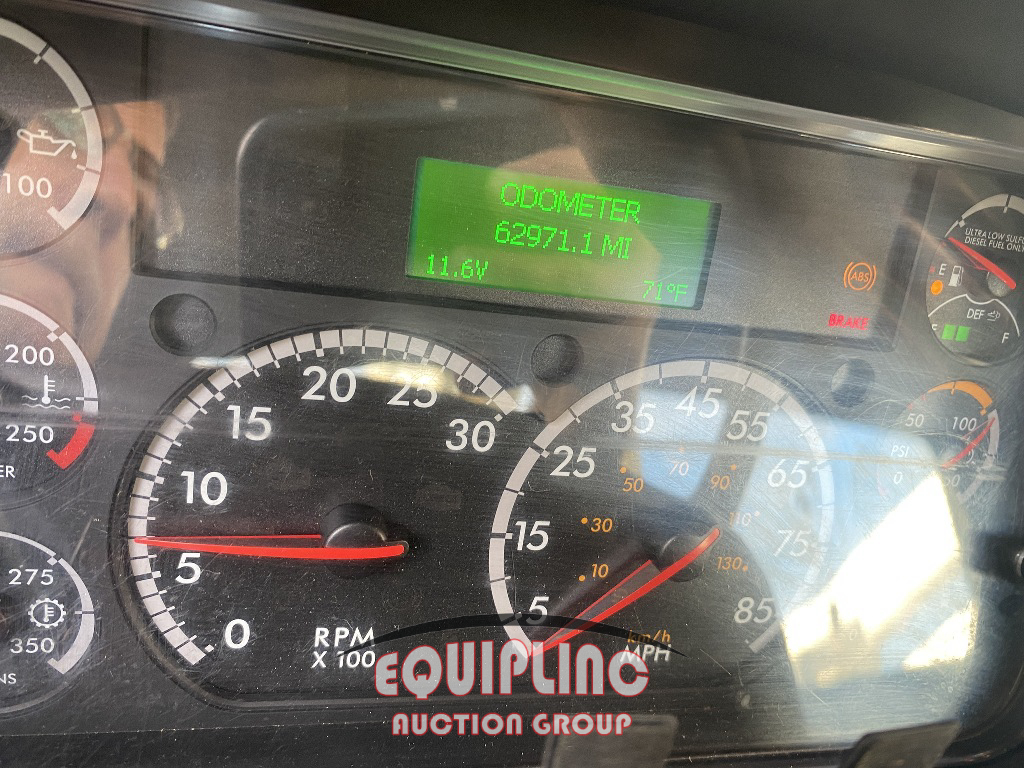 100
ODOMETER
62971.1 MI
11.6V
71°F
ABS
BRAKE
ULTRA LOW SULFUR
DIESEL FUEL ONLY
E
DEF
F
200
250
ER
275
350
NS
0
5
10
15
20
25
30
RPM
X 100
5
15
25
35
45
55
65
75
85
10
30
50
70
90
110
130
km/h
MPH
50
100
PSI
0
EQUIPLINC
AUCTION GROUP